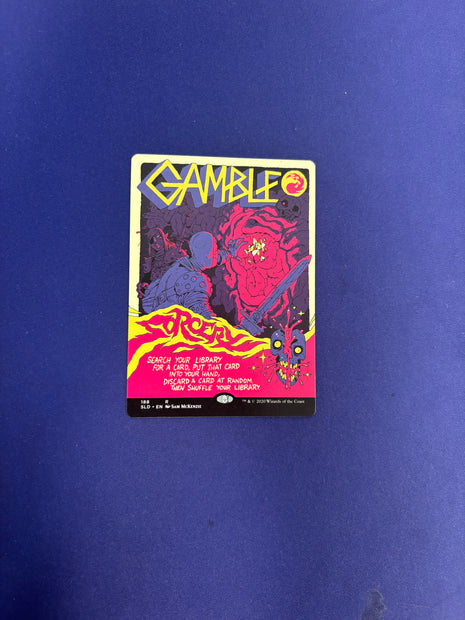 GAMBLE
SORCERY
SEARCH YOUR LIBRARY
FOR A CARD, PUT THAT CARD
INTO YOUR HAND,
DISCARD A CARD AT RANDOM,
THEN SHUFFLE YOUR LIBRARY.
188 R
SLD • EN Sam McKenzie
™ & © 2020 Wizards of the Coast